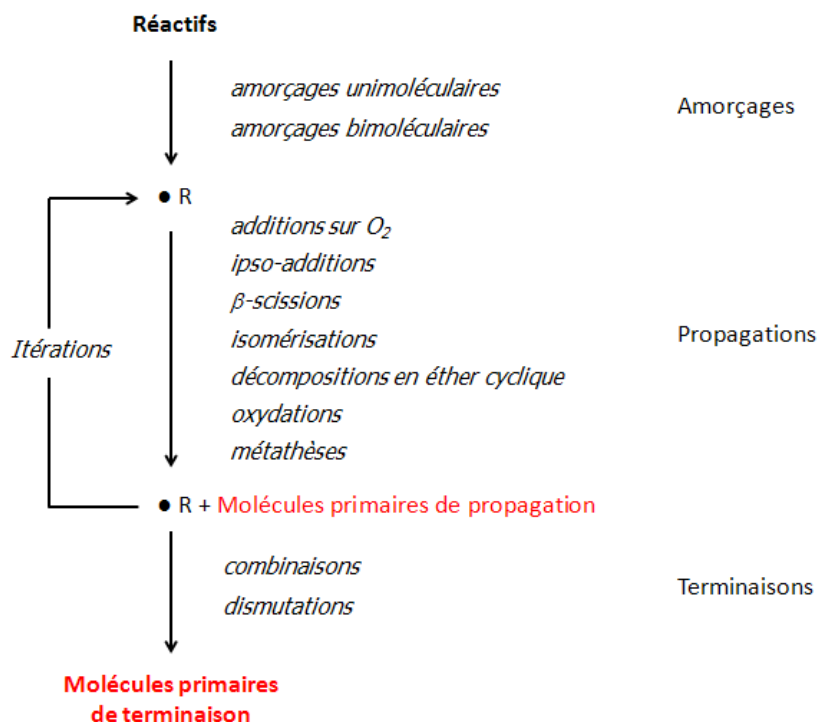 Réactifs
amorçages unimoléculaires
amorçages bimoléculaires
Amorçages
● R
additions sur O₂
ipso-additions
β-scissions
isomérisations
décompositions en éther cyclique
oxydations
métathèses
Propagations
Itérations
● R + Molécules primaires de propagation
combinaisons
dismutations
Terminaisons
Molécules primaires
de terminaison